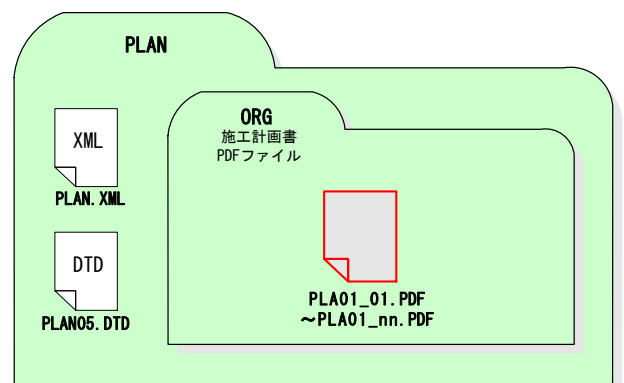 PLAN
XML
PLAN.XML
DTD
PLAN05.DTD
ORG
施工計画書
PDFファイル
PLA01_01.PDF
～PLA01_nn.PDF